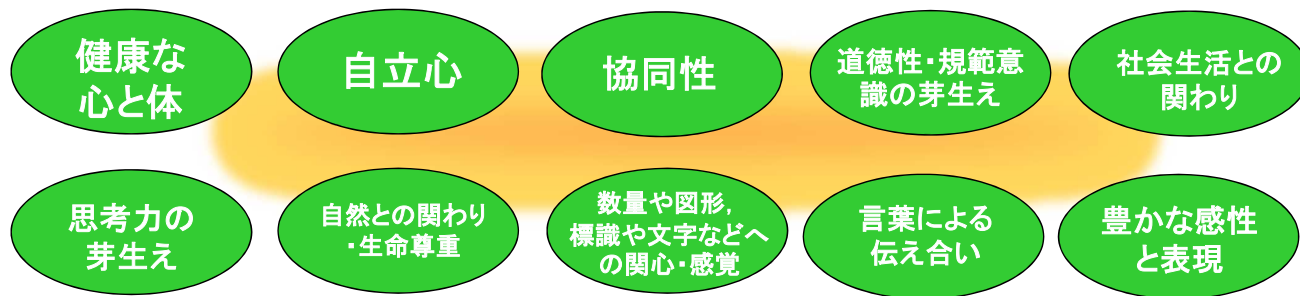 健康な
心と体
自立心
協同性
道徳性・規範意
識の芽生え
社会生活との
関わり
思考力の
芽生え
自然との関わり
・生命尊重
数量や図形,
標識や文字などへ
の関心・感覚
言葉による
伝え合い
豊かな感性
と表現